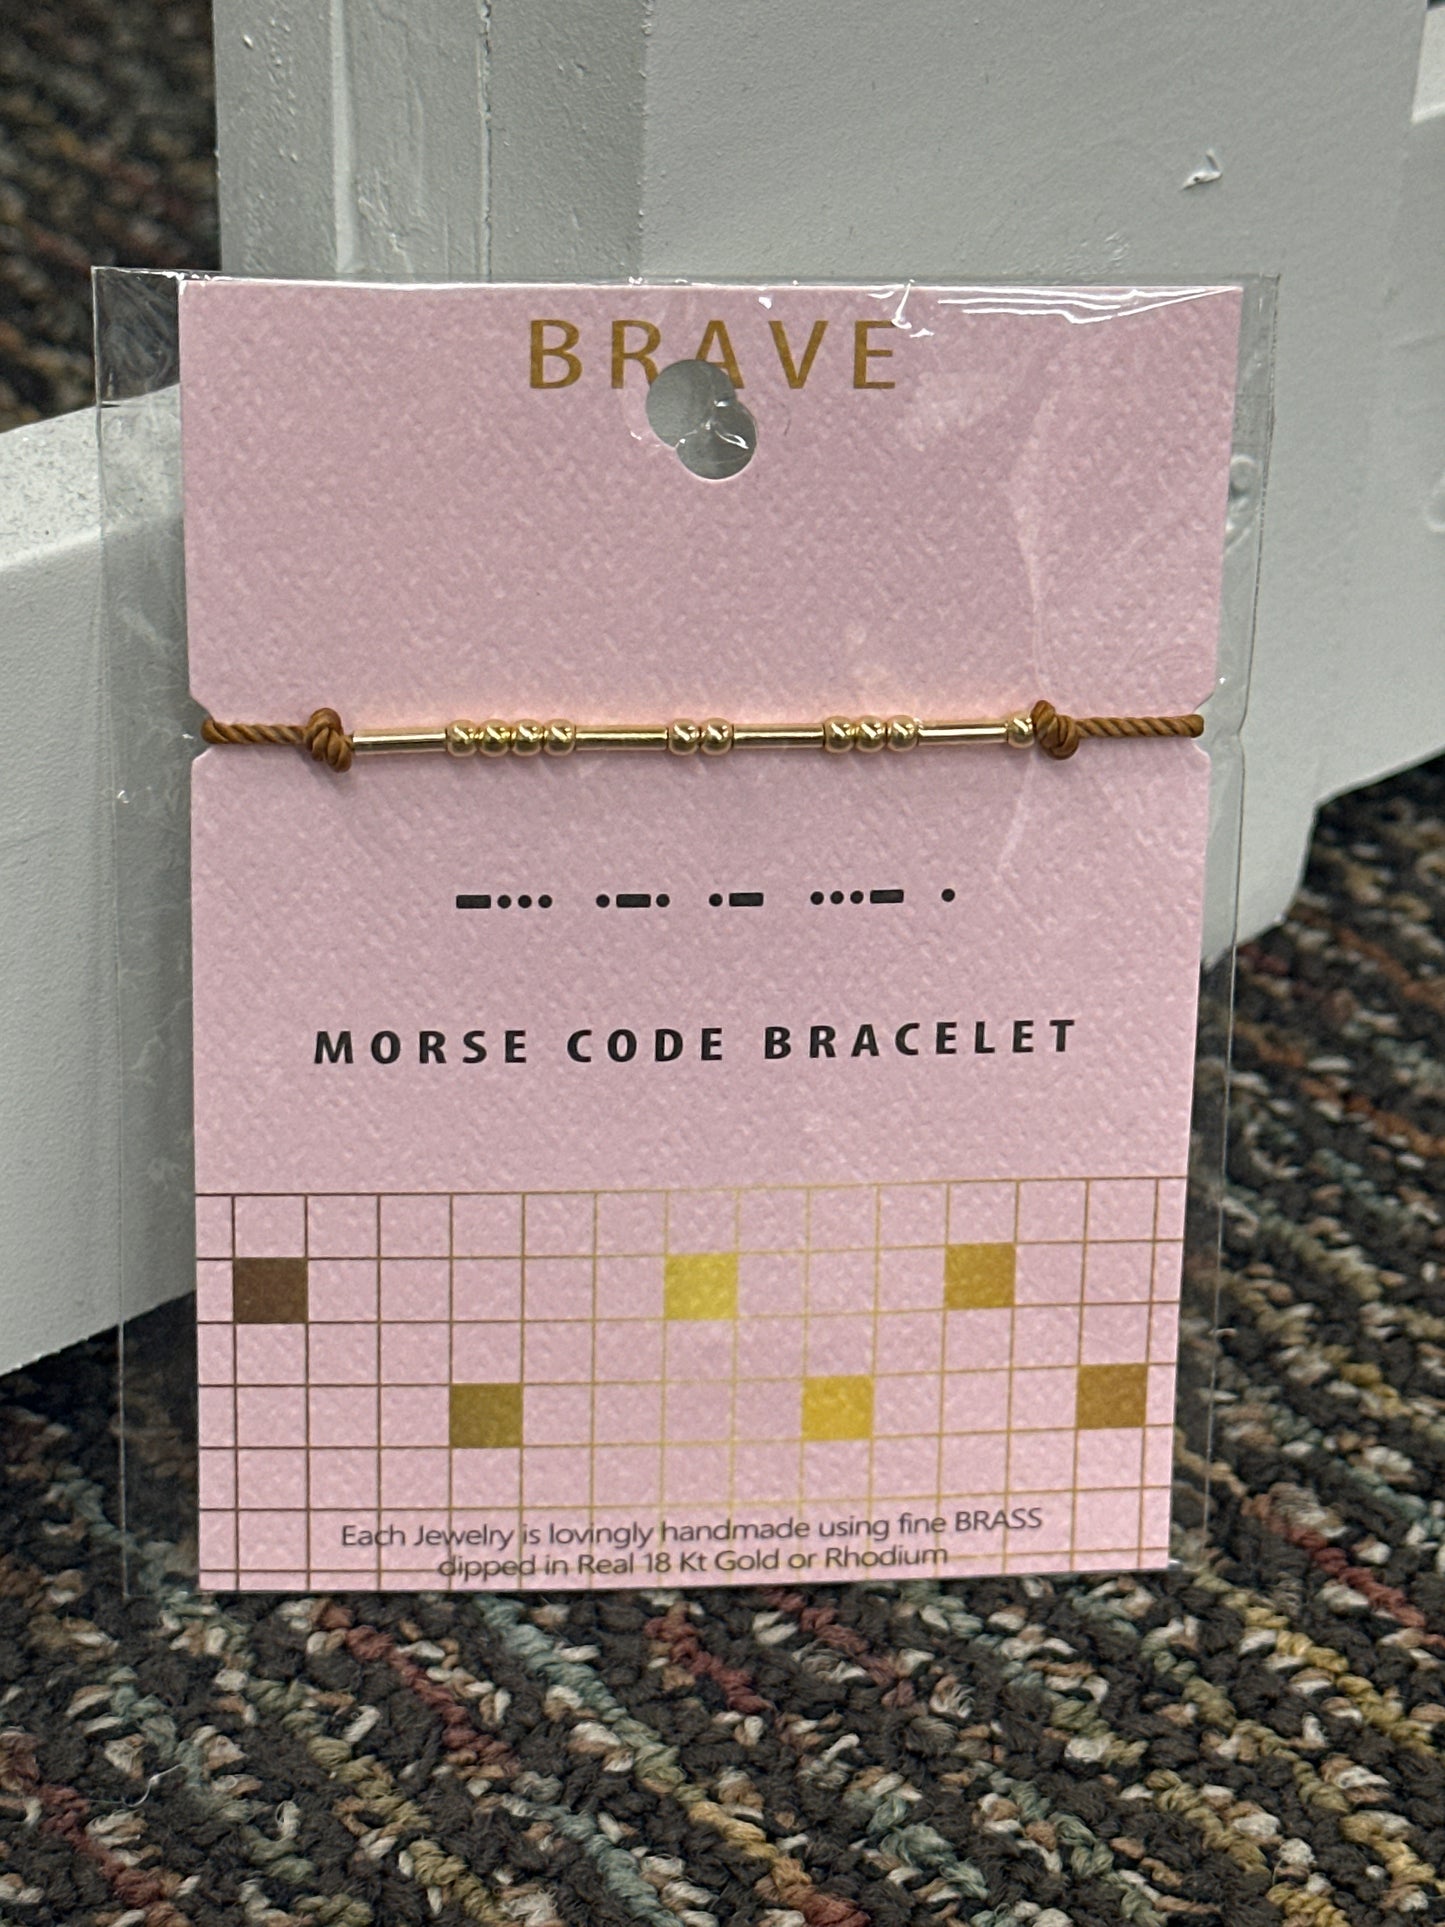 BRAVE
▬••• •▬• •▬ •••▬ •
MORSE CODE BRACELET
Each Jewelry is lovingly handmade using fine BRASS
dipped in Real 18 Kt Gold or Rhodium